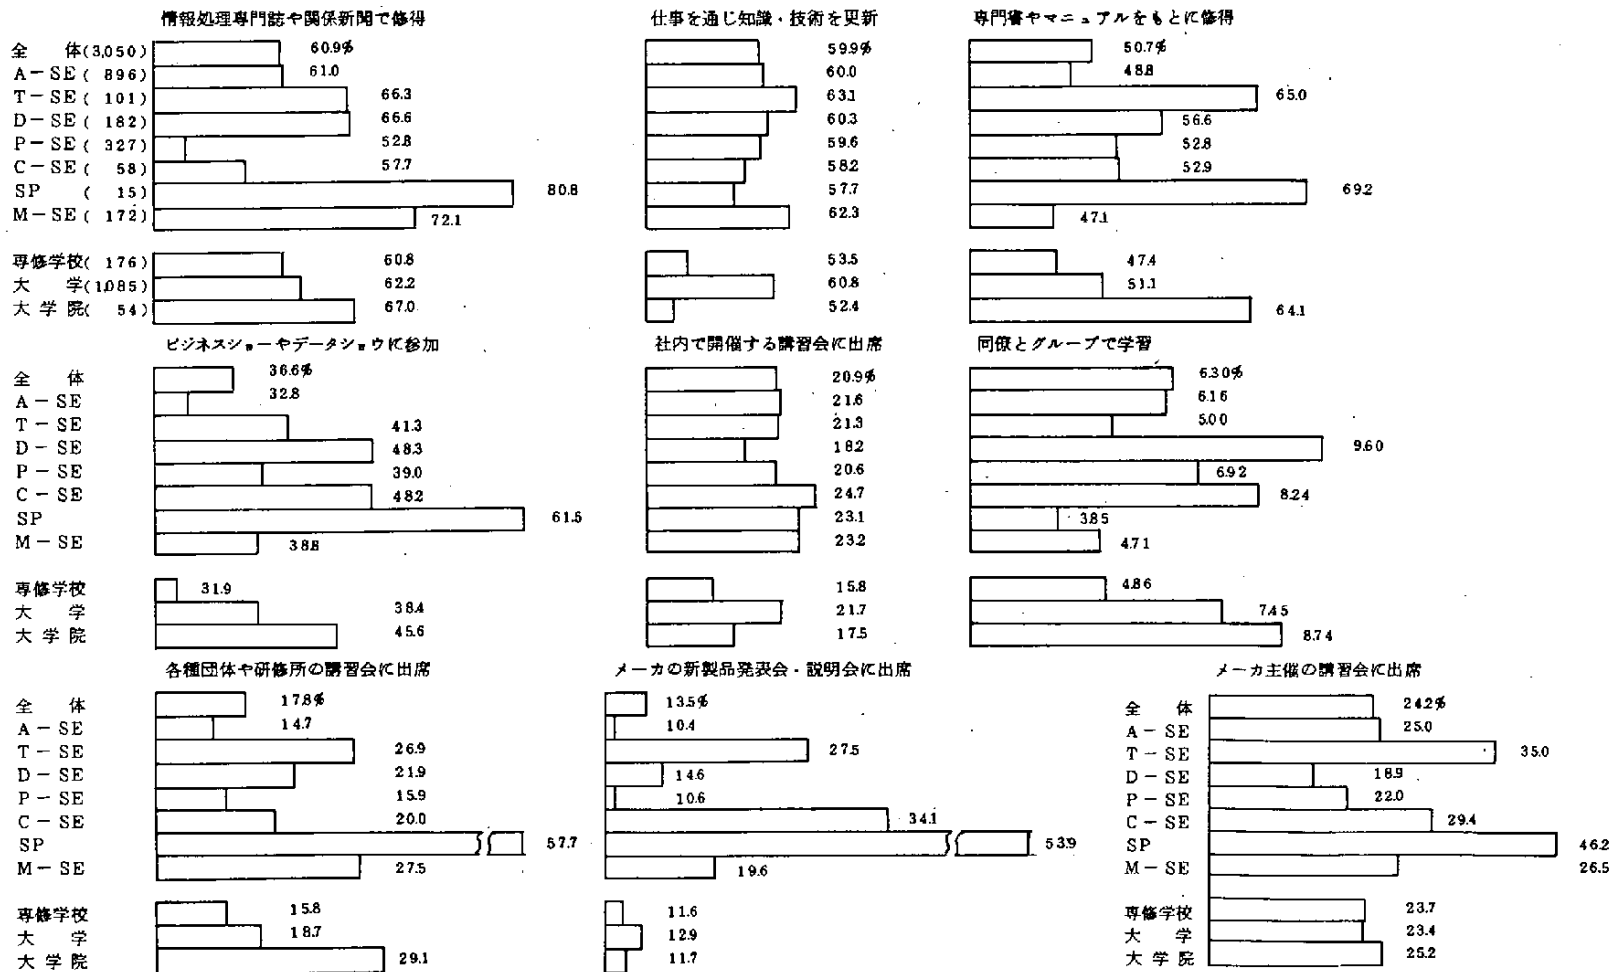 情報処理専門誌や関係新聞で修得
全 体(3,050) 60.9%
A-SE( 896) 61.0
T-SE( 101) 66.3
D-SE( 182) 66.6
P-SE( 327) 52.8
C-SE( 58) 57.7
SP ( 15) 80.8
M-SE( 172) 72.1
専修学校( 176) 60.8
大 学(1,085) 62.2
大学院( 54) 67.0
仕事を通じ知識・技術を更新
59.9%
60.0
63.1
60.3
59.6
58.2
57.7
62.3
53.5
60.8
52.4
専門書やマニュアルをもとに修得
50.7%
48.8
65.0
56.6
52.8
52.9
69.2
47.1
47.4
51.1
64.1
ビジネスショーやデータショウに参加
全 体 36.6%
A-SE 32.8
T-SE 41.3
D-SE 48.3
P-SE 39.0
C-SE 48.2
SP 61.5
M-SE 38.8
専修学校 31.9
大 学 38.4
大学院 45.6
社内で開催する講習会に出席
20.9%
21.6
21.3
18.2
20.6
24.7
23.1
23.2
15.8
21.7
17.5
同僚とグループで学習
6.30%
6.16
5.00
9.60
6.92
8.24
3.85
4.71
4.86
7.45
8.74
各種団体や研修所の講習会に出席
全 体 17.8%
A-SE 14.7
T-SE 26.9
D-SE 21.9
P-SE 15.9
C-SE 20.0
SP 57.7
M-SE 27.5
専修学校 15.8
大 学 18.7
大学院 29.1
メーカの新製品発表会・説明会に出席
13.5%
10.4
27.5
14.6
10.6
34.1
53.9
19.6
11.6
12.9
11.7
メーカ主催の講習会に出席
全 体 24.2%
A-SE 25.0
T-SE 35.0
D-SE 18.9
P-SE 22.0
C-SE 29.4
SP 46.2
M-SE 26.5
専修学校 23.7
大 学 23.4
大学院 25.2